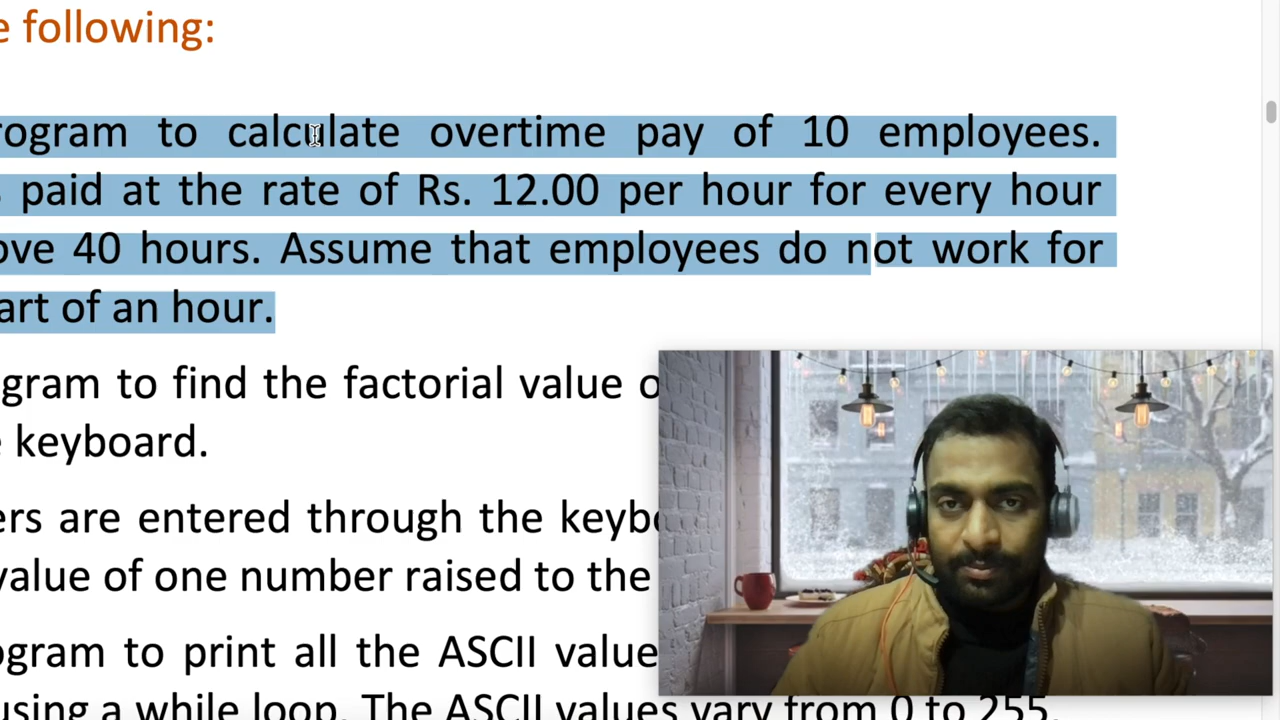 e following:
rogram to calculate overtime pay of 10 employees.
paid at the rate of Rs. 12.00 per hour for every hour
ove 40 hours. Assume that employees do not work for
art of an hour.
gram to find the factorial value o
e keyboard.
ers are entered through the keybo
value of one number raised to the
ogram to print all the ASCII value
using a while loop. The ASCII values vary from 0 to 255.